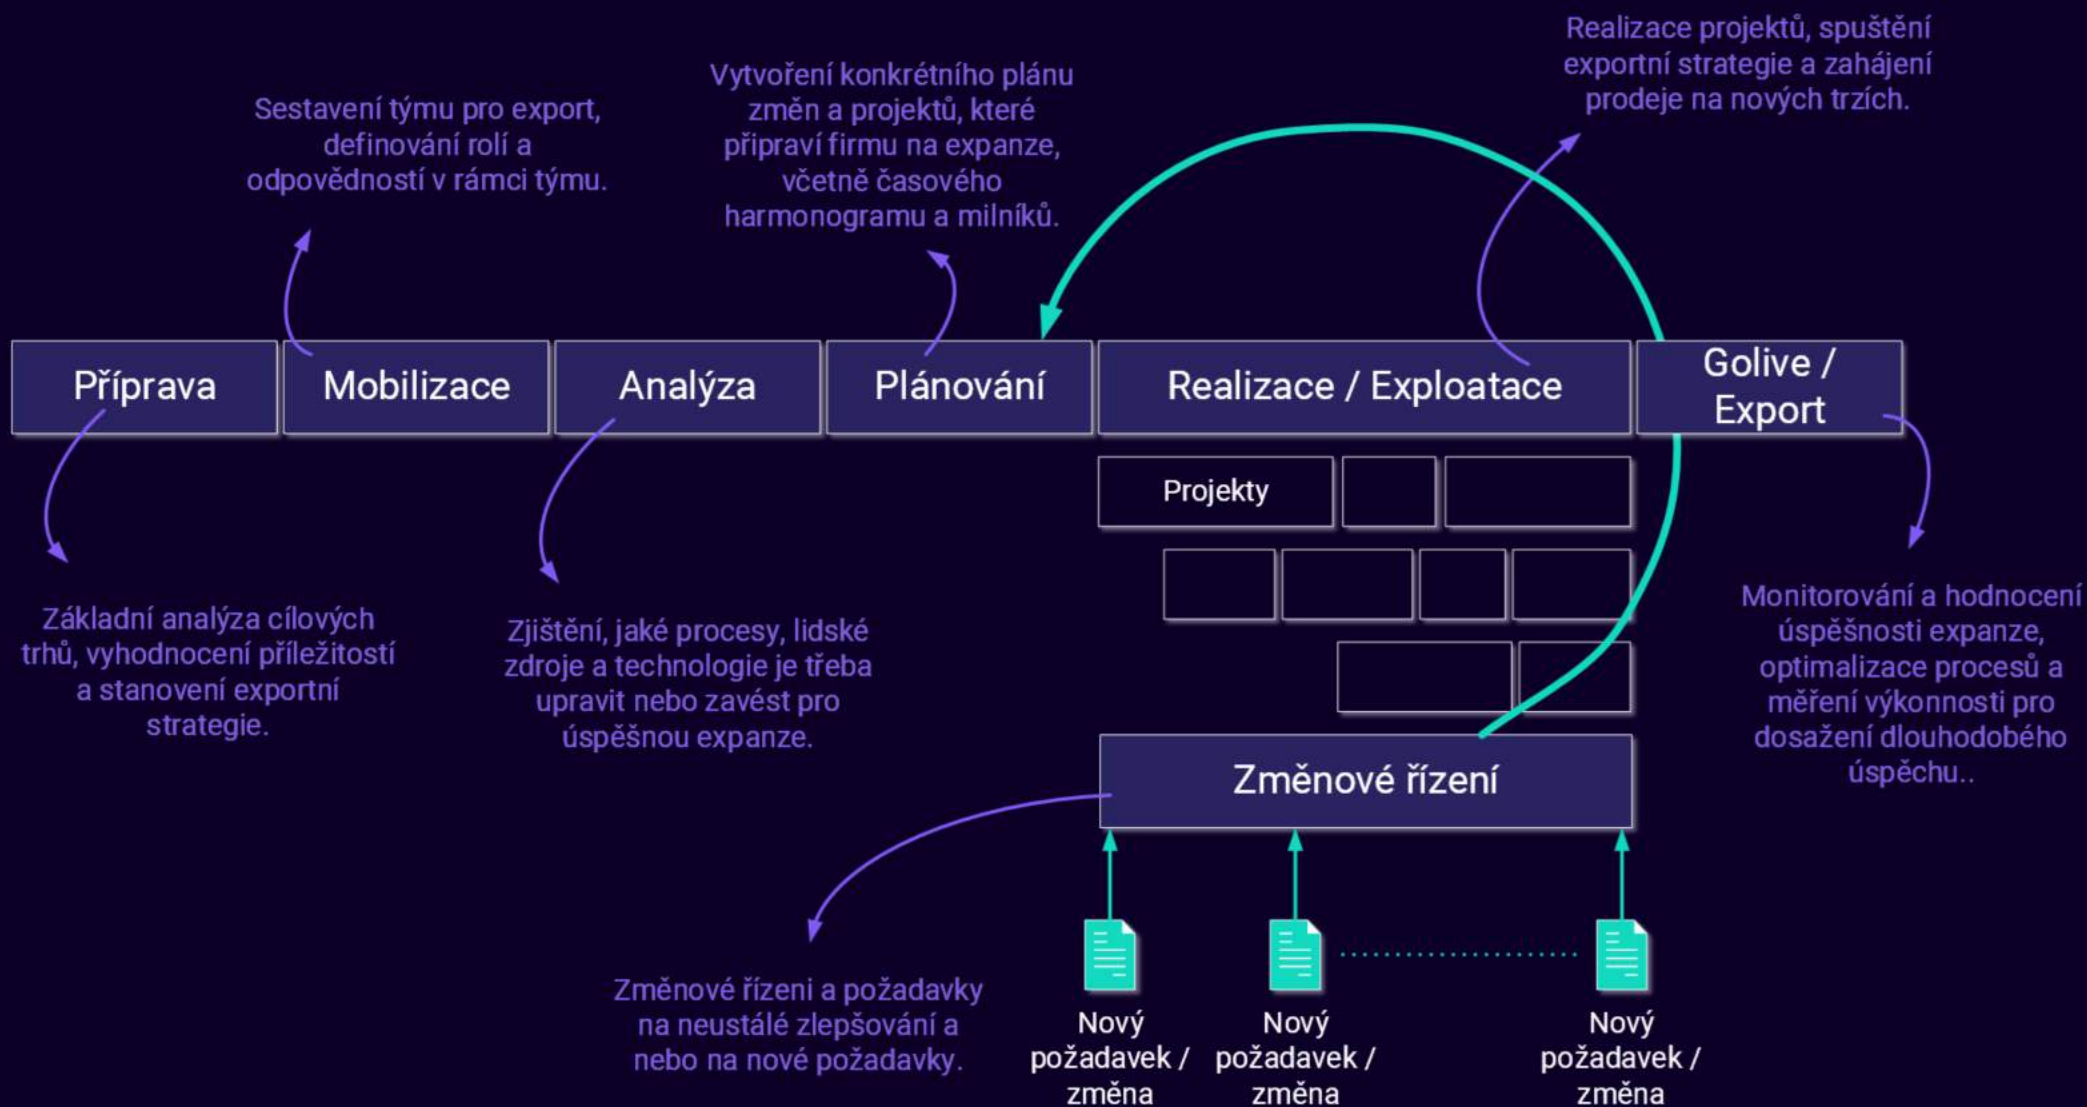 Realizace projektů, spuštění
exportní strategie a zahájení
prodeje na nových trzích.
Vytvoření konkrétního plánu
změn a projektů, které
připraví firmu na expanze,
včetně časového
harmonogramu a milníků.
Sestavení týmu pro export,
definování rolí a
odpovědností v rámci týmu.
Příprava
Mobilizace
Analýza
Plánování
Realizace / Exploatace
Golive /
Export
Projekty
Základní analýza cílových
trhů, vyhodnocení příležitostí
a stanovení exportní
strategie.
Zjištění, jaké procesy, lidské
zdroje a technologie je třeba
upravit nebo zavést pro
úspěšnou expanze.
Monitorování a hodnocení
úspěšnosti expanze,
optimalizace procesů a
měření výkonnosti pro
dosažení dlouhodobého
úspěchu..
Změnové řízení
Změnové řízeni a požadavky
na neustálé zlepšování a
nebo na nové požadavky.
Nový
požadavek /
změna
Nový
požadavek /
změna
Nový
požadavek /
změna